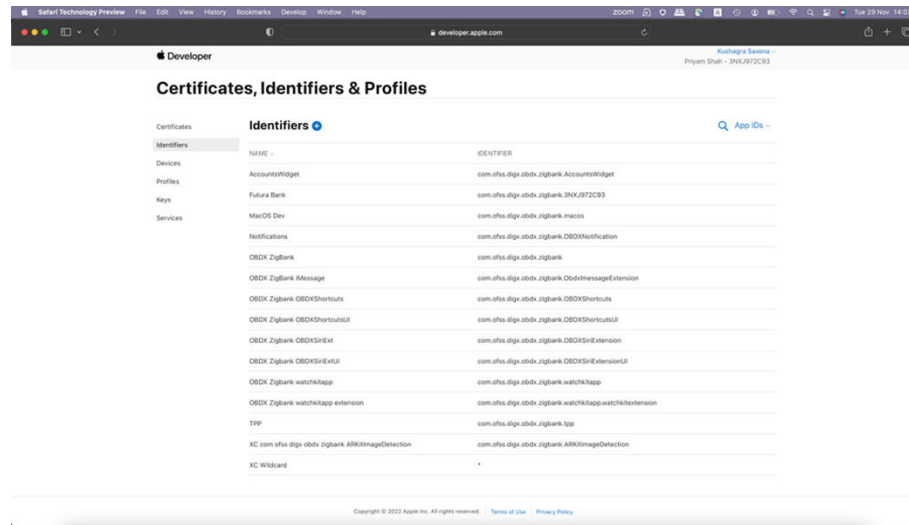 Safari Technology Preview File Edit View History Bookmarks Develop Window Help zoom Tue 29 Nov 14:03
developer.apple.com
Developer
Kushagra Saxena
Priyam Shah - 3NXJ972C93
Certificates, Identifiers & Profiles
Certificates
Identifiers
Devices
Profiles
Keys
Services
Identifiers
App IDs
NAME IDENTIFIER
AccountsWidget com.ofss.digx.obdx.zigbank.AccountsWidget
Futura Bank com.ofss.digx.obdx.zigbank.3NXJ972C93
MacOS Dev com.ofss.digx.obdx.zigbank.macos
Notifications com.ofss.digx.obdx.zigbank.OBDXNotification
OBDX ZigBank com.ofss.digx.obdx.zigbank
OBDX ZigBank iMessage com.ofss.digx.obdx.zigbank.ObdxImessageExtension
OBDX Zigbank OBDXShortcuts com.ofss.digx.obdx.zigbank.OBDXShortcuts
OBDX Zigbank OBDXShortcutsUI com.ofss.digx.obdx.zigbank.OBDXShortcutsUI
OBDX Zigbank OBDXSiriExt com.ofss.digx.obdx.zigbank.OBDXSiriExtension
OBDX Zigbank OBDXSiriExtUI com.ofss.digx.obdx.zigbank.OBDXSiriExtensionUI
OBDX Zigbank watchkitapp com.ofss.digx.obdx.zigbank.watchkitapp
OBDX Zigbank watchkitapp extension com.ofss.digx.obdx.zigbank.watchkitapp.watchkitextension
TPP com.ofss.digx.obdx.zigbank.tpp
XC com ofss digx obdx zigbank ARKitImageDetection com.ofss.digx.obdx.zigbank.ARKitImageDetection
XC Wildcard *
Copyright © 2022 Apple Inc. All rights reserved. Terms of Use Privacy Policy